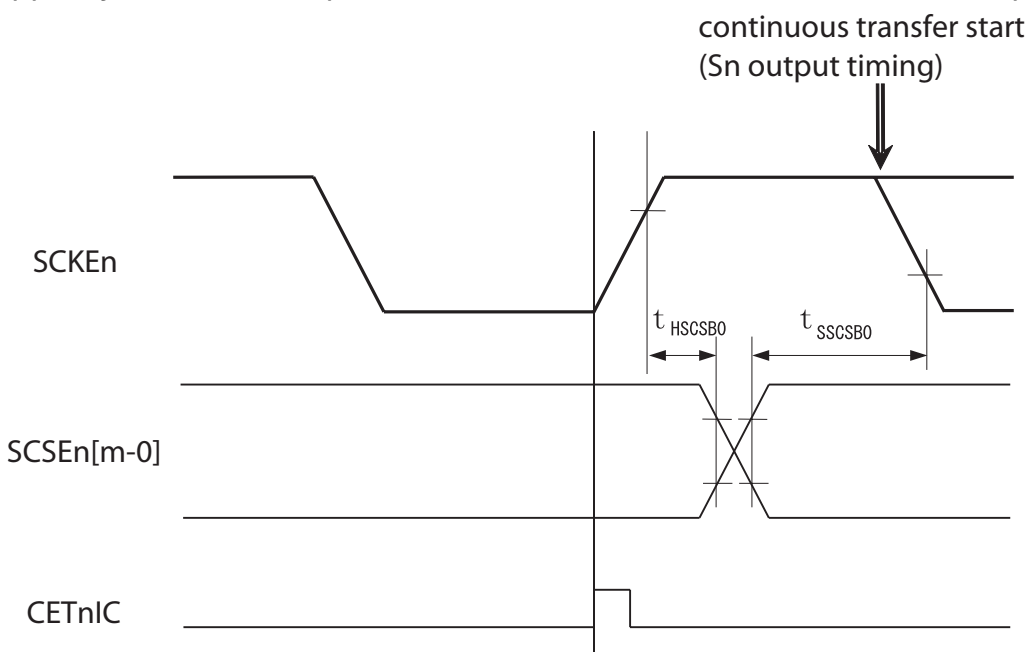 continuous transfer start
(Sn output timing)
SCKEn
t HSCSB0
t SSCSB0
SCSEn[m-0]
CETnIC